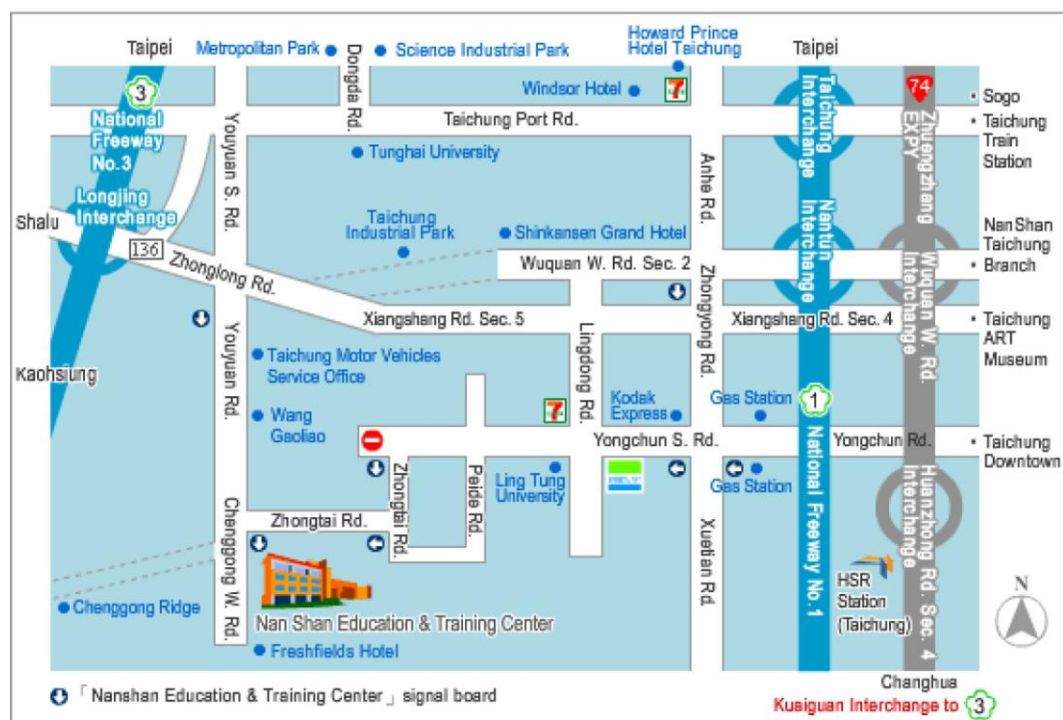 Taipei
Metropolitan Park
Dongda Rd.
Science Industrial Park
Howard Prince
Hotel Taichung
Taipei
3
National
Freeway
No.3
Windsor Hotel
7
74
Sogo
Taichung Port Rd.
Taichung
Train
Station
Youyuan S. Rd.
Tunghai University
Anhe Rd.
Taichung
Interchange
Zhuengzhang
EXPY
Longjing
Interchange
Shalu
136
Zhonglong Rd.
Taichung
Industrial Park
Shinkansen Grand Hotel
Wuquan W. Rd. Sec. 2
Nantun
Interchange
Wuquan W. Rd.
Interchange
NanShan
Taichung
Branch
Zhongyong Rd.
Xiangshang Rd. Sec. 5
Xiangshang Rd. Sec. 4
Taichung
ART
Museum
Kaohsiung
Youyuan Rd.
Taichung Motor Vehicles
Service Office
Lingdong Rd.
Wang
Gaoliao
7
Kodak
Express
Gas Station
1
National Freeway No.1
Yongchun S. Rd.
Yongchun Rd.
Taichung
Downtown
Zhongtai Rd.
Peide Rd.
Ling Tung
University
Gas Station
Huanzhong Rd. Sec. 4
Interchange
Chenggong W. Rd.
Zhongtai Rd.
Xuetian Rd.
HSR
Station
(Taichung)
N
Chenggong Ridge
Nan Shan Education & Training Center
Freshfields Hotel
Changhua
「Nanshan Education & Training Center」 signal board
Kuaiguan Interchange to 3